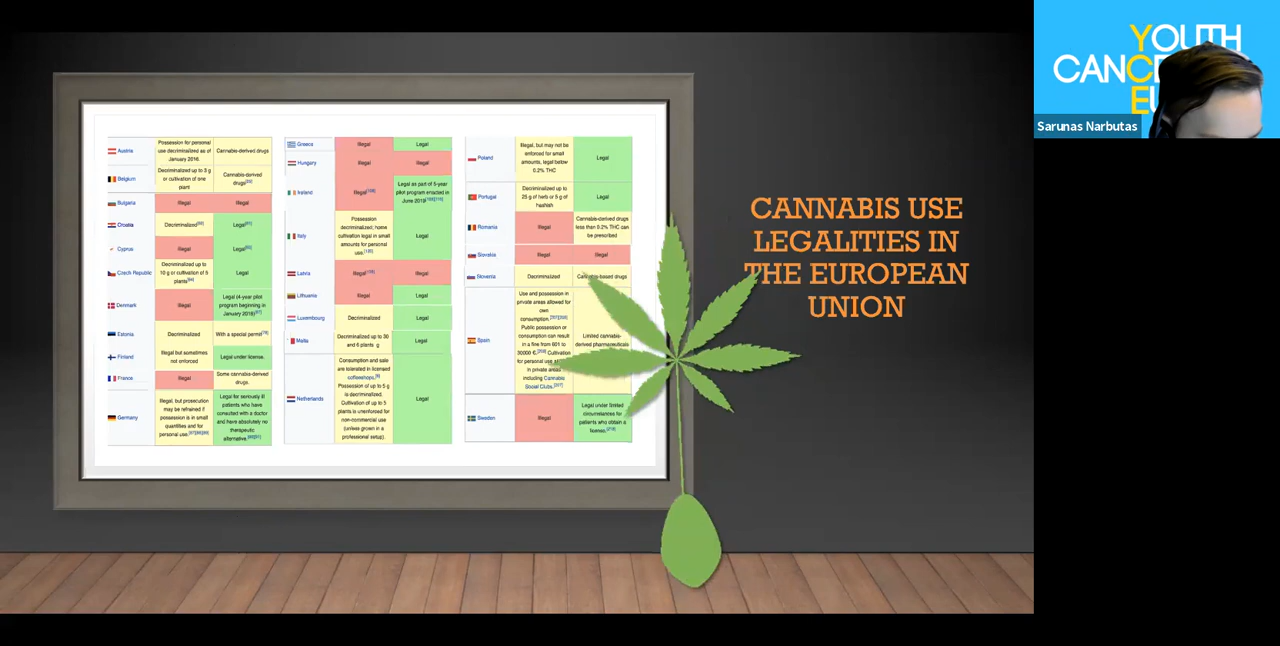 Austria
Possession for personal
use decriminalized as of
January 2016.
Cannabis-derived drugs
Belgium
Decriminalized up to 3 g
or cultivation of one
plant
Cannabis-derived
drugs
Bulgaria
Illegal
Illegal
Croatia
Decriminalized
Legal
Cyprus
Illegal
Legal
Czech Republic
Decriminalized up to
10 g or cultivation of 5
plants
Legal
Denmark
Illegal
Legal (4-year pilot
program beginning in
January 2018)
Estonia
Decriminalized
With a special permit
Finland
Illegal but sometimes
not enforced
Legal under license.
France
Illegal
Some cannabis-derived
drugs.
Germany
Illegal, but prosecution
may be refrained if
possession is in small
quantities and for
personal use.
Legal for seriously ill
patients who have
consulted with a doctor
and have absolutely no
therapeutic
alternative.
Greece
Illegal
Legal
Hungary
Illegal
Illegal
Ireland
Illegal
Legal as part of 5-year
pilot program enacted in
June 2019
Italy
Possession
decriminalized; home
cultivation legal in small
amounts for personal
use.
Legal
Latvia
Illegal
Illegal
Lithuania
Illegal
Legal
Luxembourg
Decriminalized
Legal
Malta
Decriminalized up to 30
and 6 plants g
Legal
Netherlands
Consumption and sale
are tolerated in licensed
coffeeshops.
Possession of up to 5 g
is decriminalized.
Cultivation of up to 5
plants is unenforced for
non-commercial use
(unless grown in a
professional setup).
Legal
Poland
Illegal, but may not be
enforced for small
amounts, legal below
0.2% THC
Legal
Portugal
Decriminalized up to
25 g of herb or 5 g of
hashish
Legal
Romania
Illegal
Cannabis-derived drugs
less than 0.2% THC can
be prescribed
Slovakia
Illegal
Illegal
Slovenia
Decriminalized
Cannabis-based drugs
Spain
Use and possession in
private areas allowed for
own
consumption.
Public possession or
consumption can result
in a fine from 601 to
30000 €. Cultivation
for personal use
in private areas
including Cannabis
Social Clubs.
Limited cannabis-
derived pharmaceuticals
Sweden
Illegal
Legal under limited
circumstances for
patients who obtain a
license.
CANNABIS USE
LEGALITIES IN
THE EUROPEAN
UNION
YOUTH
CANCE
EU
Sarunas Narbutas